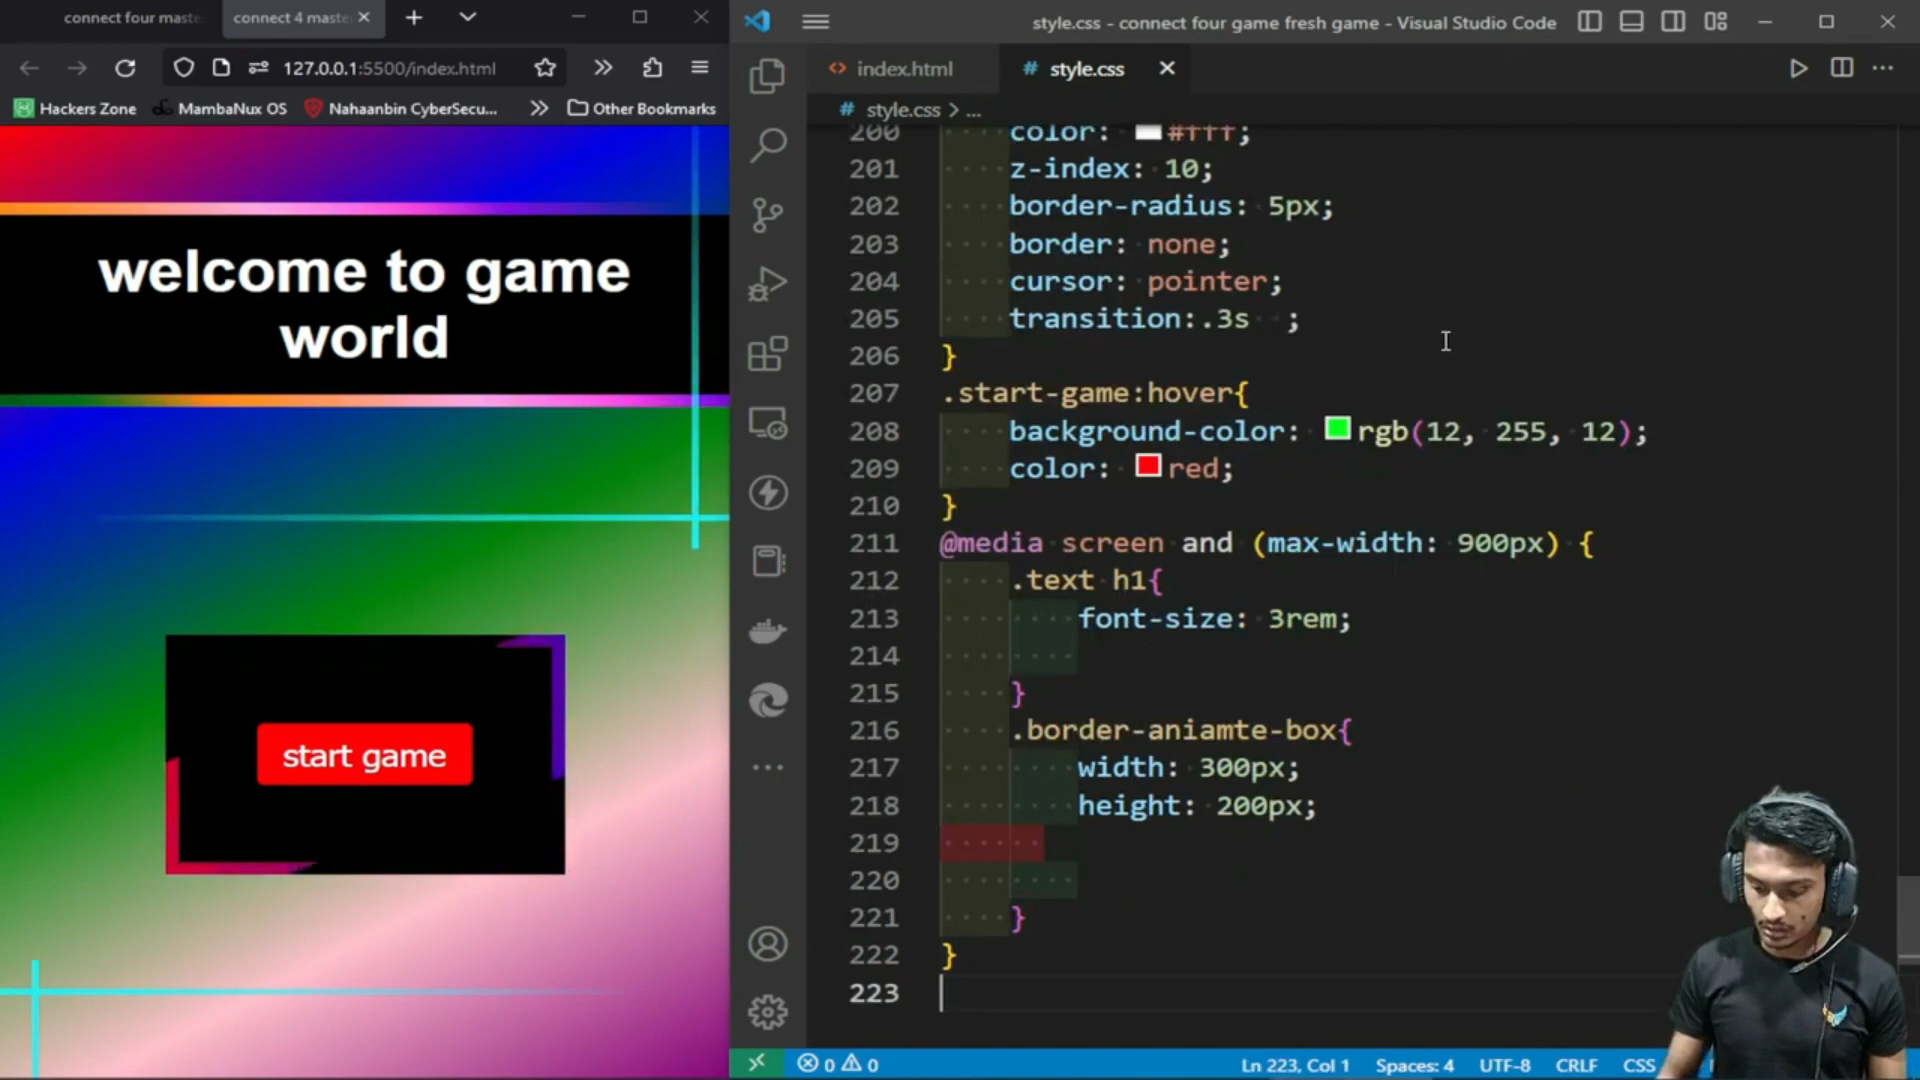 connect four maste
connect 4 maste
127.0.0.1:5500/index.html
Hackers Zone
MambaNux OS
Nahaanbin CyberSecu...
Other Bookmarks
welcome to game
world
start game
style.css - connect four game fresh game - Visual Studio Code
index.html
# style.css
# style.css > ...
200 color: #fff;
201 z-index: 10;
202 border-radius: 5px;
203 border: none;
204 cursor: pointer;
205 transition:.3s ;
206 }
207 .start-game:hover{
208 background-color: rgb(12, 255, 12);
209 color: red;
210 }
211 @media screen and (max-width: 900px) {
212 .text h1{
213 font-size: 3rem;
214
215 }
216 .border-aniamte-box{
217 width: 300px;
218 height: 200px;
219
220
221 }
222 }
223
0 0
Ln 223, Col 1
Spaces: 4
UTF-8
CRLF
CSS